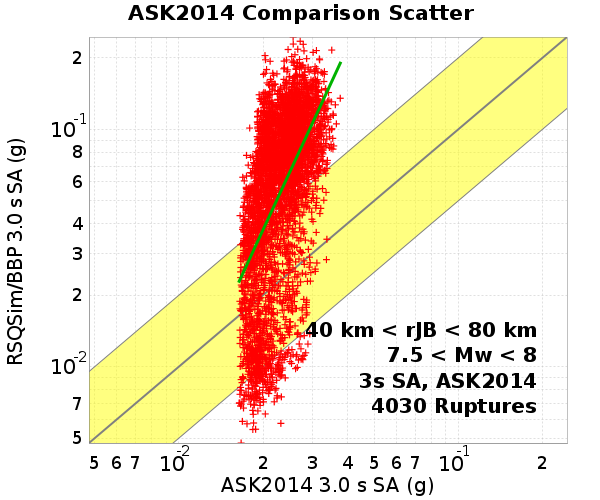 ASK2014 Comparison Scatter
RSQSim/BBP 3.0 s SA (g)
2
10⁻¹
8
6
4
3
2
10⁻²
7
5
40 km < rJB < 80 km
7.5 < Mw < 8
3s SA, ASK2014
4030 Ruptures
5 6 7 10⁻² 2 3 4 5 6 7 10⁻¹ 2
ASK2014 3.0 s SA (g)